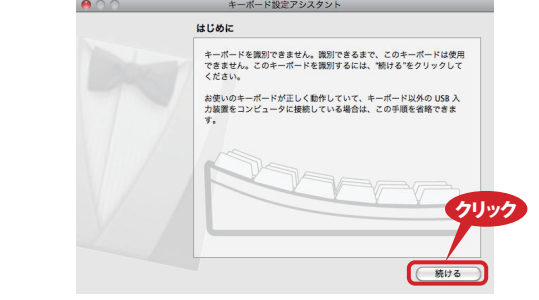 キーボード設定アシスタント
はじめに
キーボードを識別できません。識別できるまで、このキーボードは使用
できません。このキーボードを識別するには、“続ける”をクリックして
ください。
お使いのキーボードが正しく動作していて、キーボード以外の USB 入
力装置をコンピュータに接続している場合は、この手順を省略できま
す。
クリック
続ける